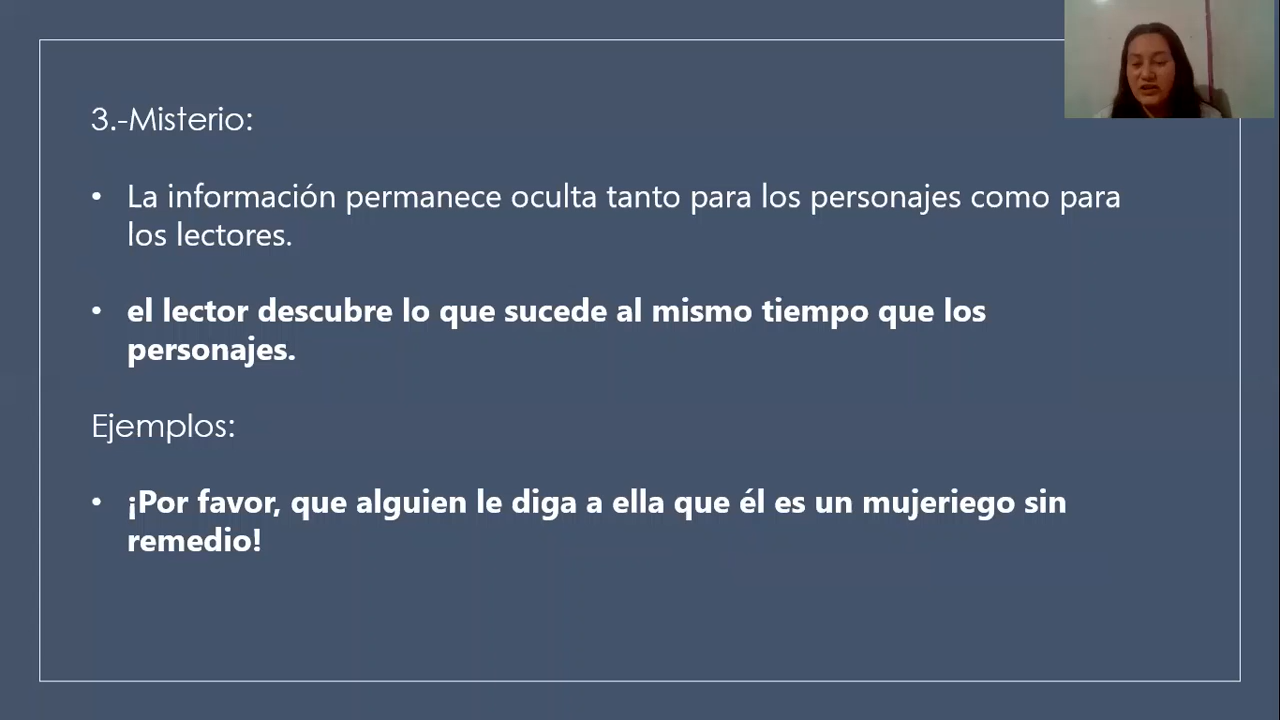 3.-Misterio:
• La información permanece oculta tanto para los personajes como para
los lectores.
• el lector descubre lo que sucede al mismo tiempo que los
personajes.
Ejemplos:
• ¡Por favor, que alguien le diga a ella que él es un mujeriego sin
remedio!